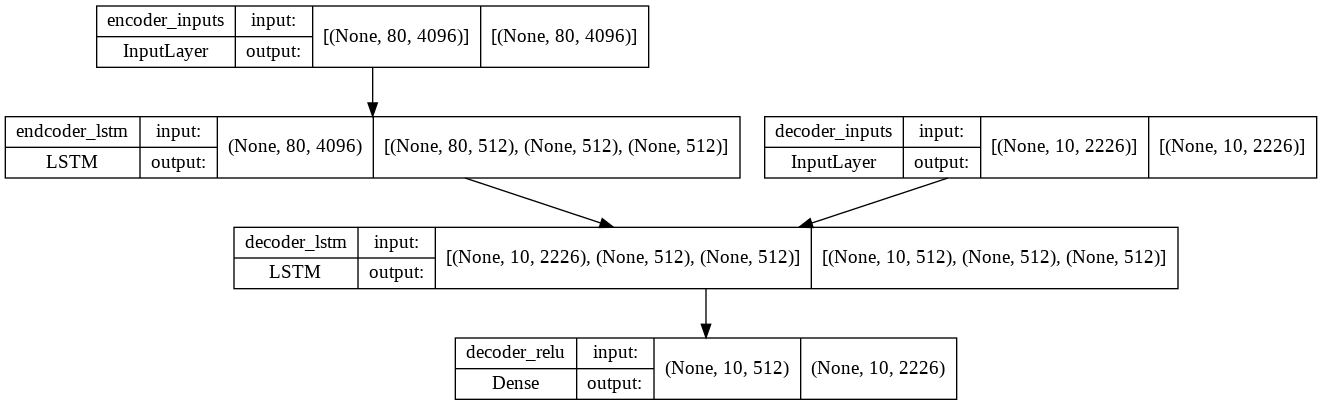 encoder_inputs input: [(None, 80, 4096)] [(None, 80, 4096)]
InputLayer output:
endcoder_lstm input: (None, 80, 4096) [(None, 80, 512), (None, 512), (None, 512)]
LSTM output:
decoder_inputs input: [(None, 10, 2226)] [(None, 10, 2226)]
InputLayer output:
decoder_lstm input: [(None, 10, 2226), (None, 512), (None, 512)] [(None, 10, 512), (None, 512), (None, 512)]
LSTM output:
decoder_relu input: (None, 10, 512) (None, 10, 2226)
Dense output: